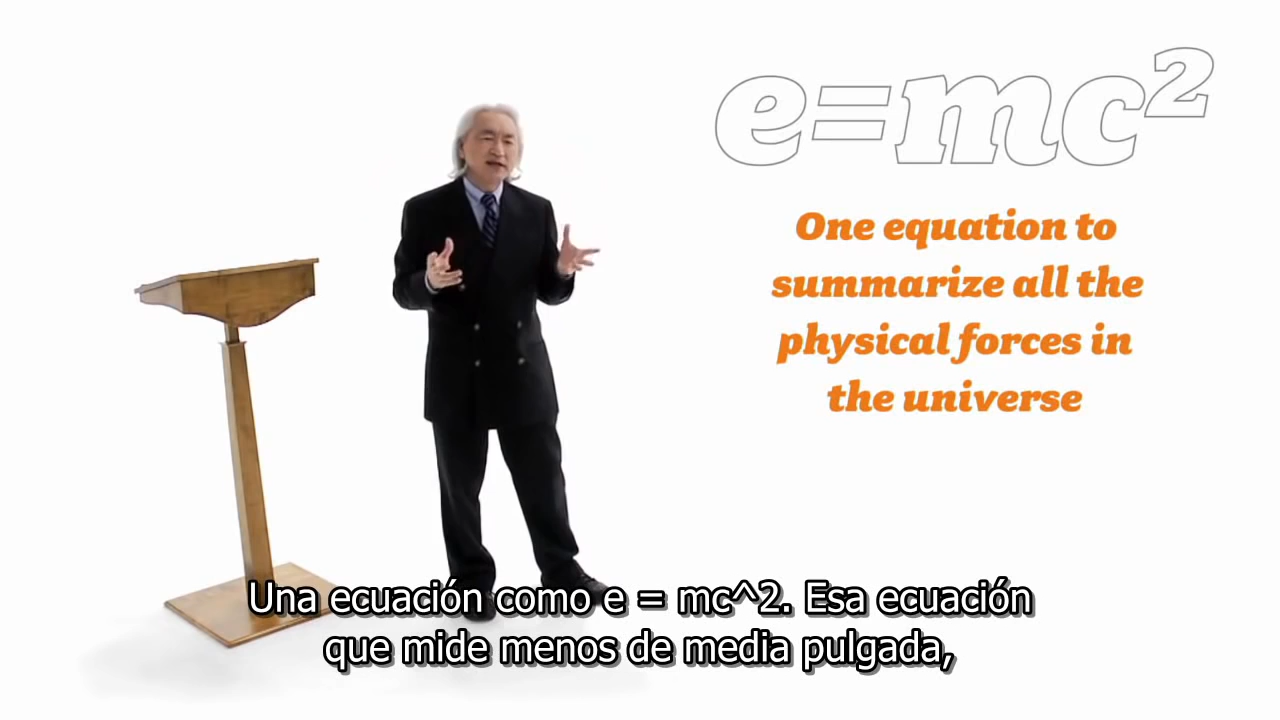 e=mc²
One equation to
summarize all the
physical forces in
the universe
Una ecuación como e = mc^2. Esa ecuación
que mide menos de media pulgada,